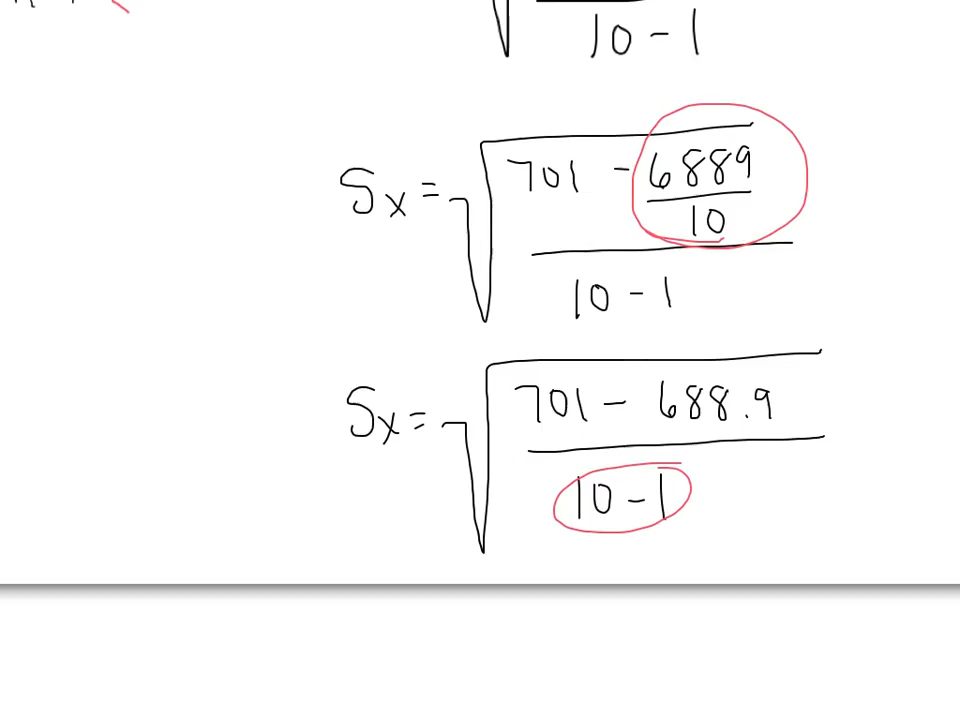 10 - 1
Sx = √
701 - 6889
10
10 - 1
Sx = √
701 - 688.9
10 - 1